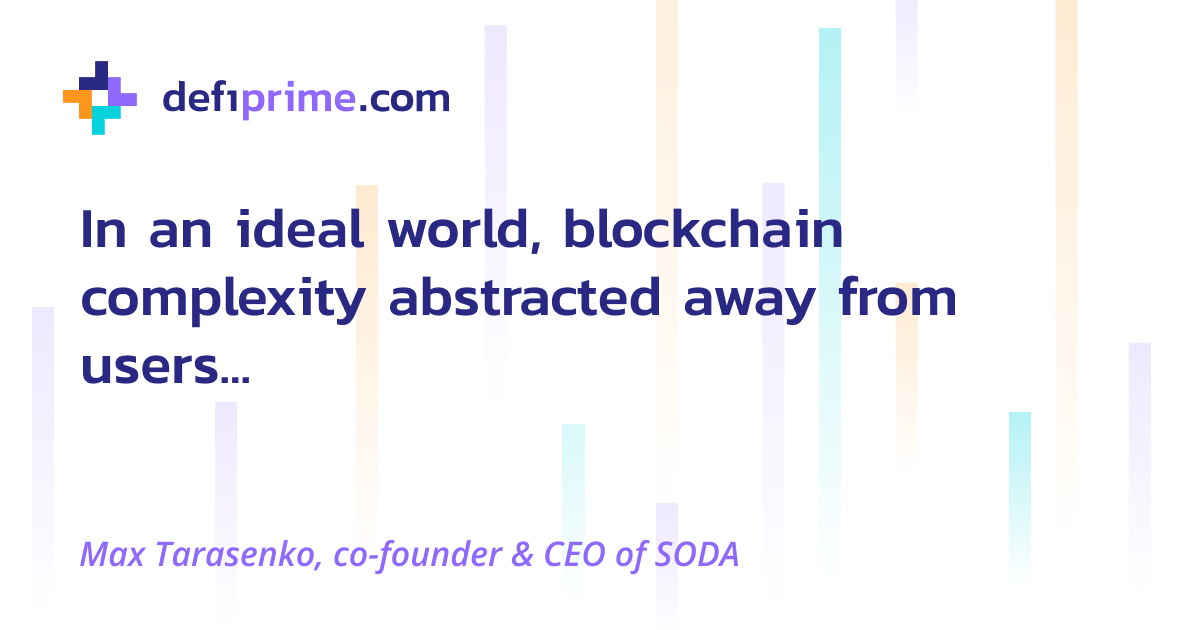 defiprime.com
In an ideal world, blockchain
complexity abstracted away from
users...
Max Tarasenko, co-founder & CEO of SODA